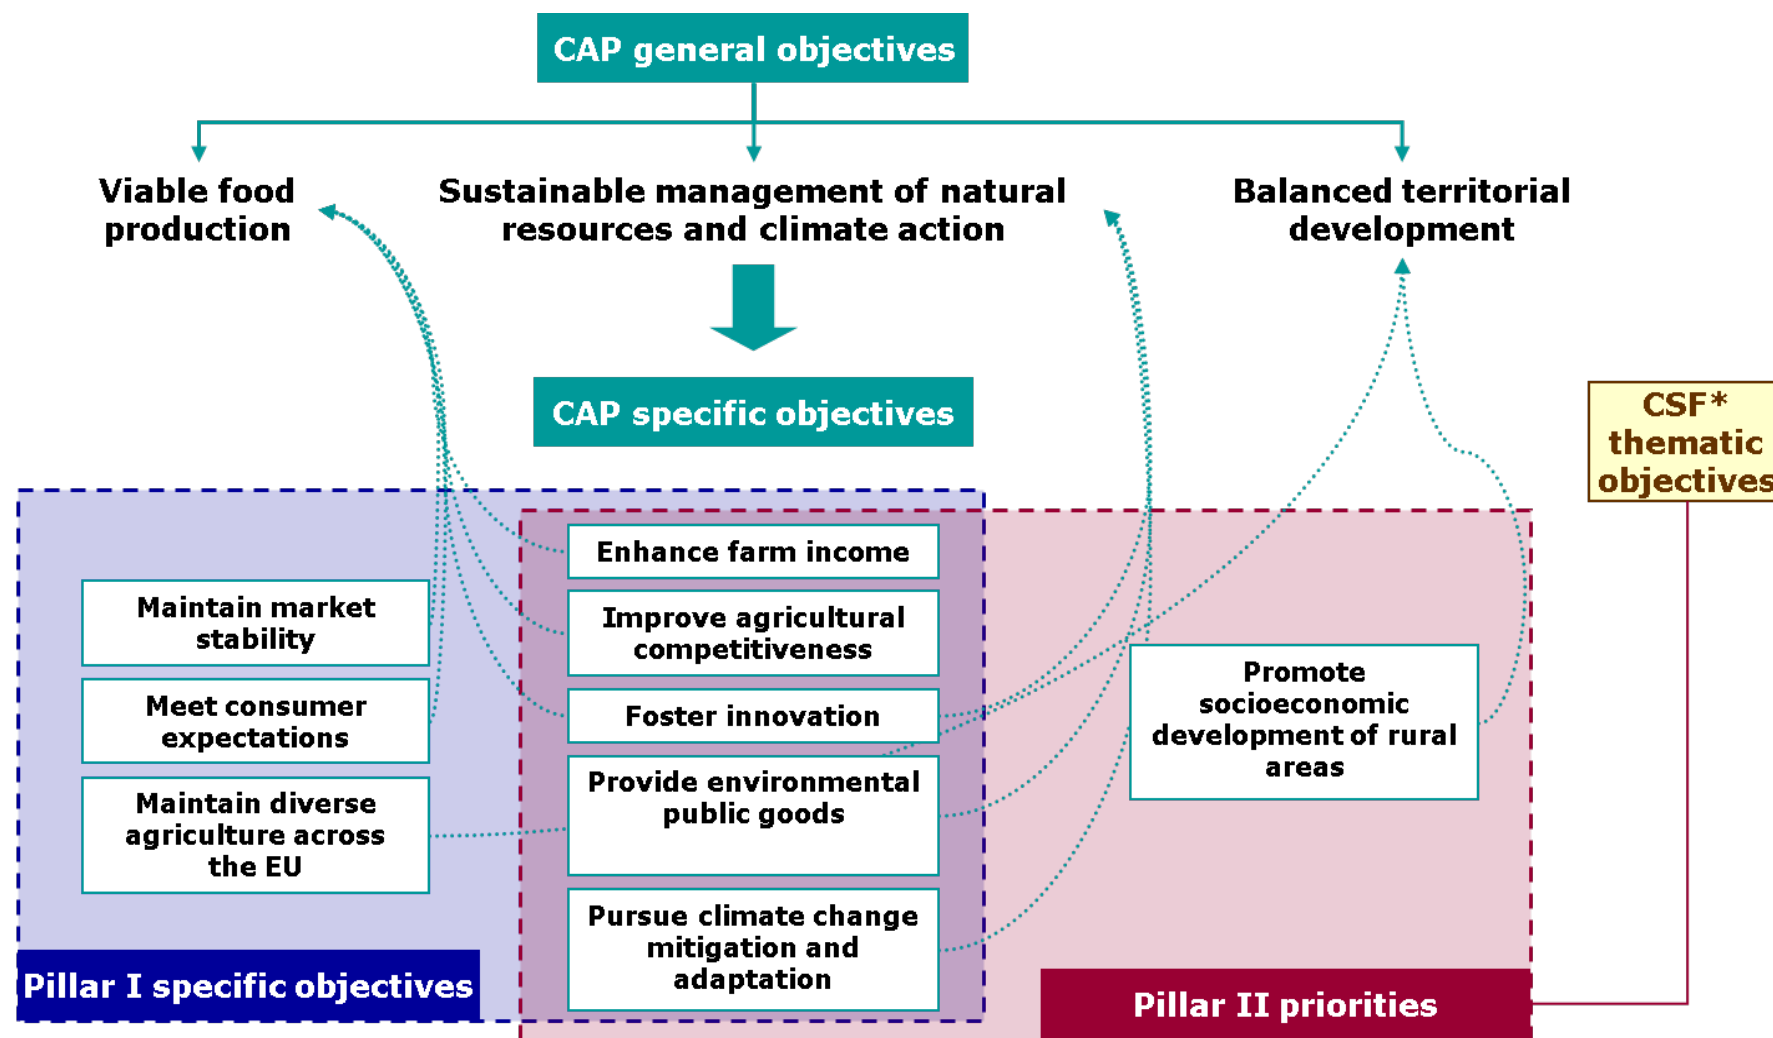 CAP general objectives
Viable food
production
Sustainable management of natural
resources and climate action
Balanced territorial
development
CAP specific objectives
CSF*
thematic
objectives
Enhance farm income
Maintain market
stability
Improve agricultural
competitiveness
Meet consumer
expectations
Foster innovation
Promote
socioeconomic
development of rural
areas
Maintain diverse
agriculture across
the EU
Provide environmental
public goods
Pursue climate change
mitigation and
adaptation
Pillar I specific objectives
Pillar II priorities